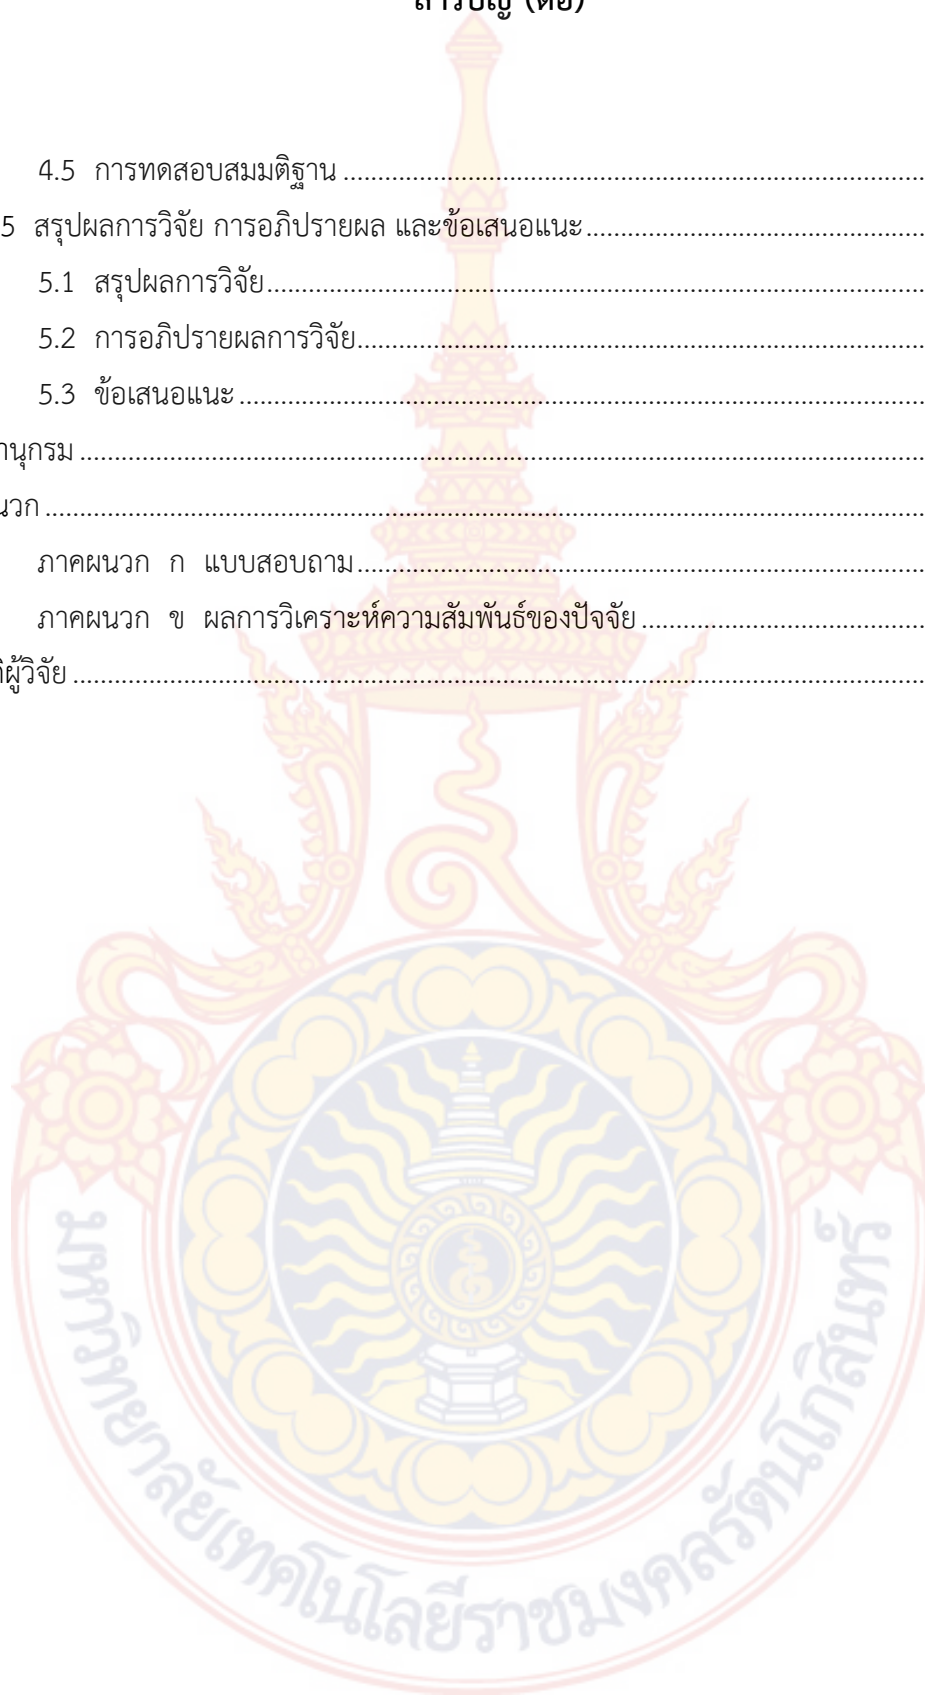 สารบัญ (ต่อ)
4.5 การทดสอบสมมติฐาน ................................................................
5 สรุปผลการวิจัย การอภิปรายผล และข้อเสนอแนะ ................................................................
5.1 สรุปผลการวิจัย ................................................................
5.2 การอภิปรายผลการวิจัย ................................................................
5.3 ข้อเสนอแนะ ................................................................
านุกรม ................................................................
นวก ................................................................
ภาคผนวก ก แบบสอบถาม ................................................................
ภาคผนวก ข ผลการวิเคราะห์ความสัมพันธ์ของปัจจัย ................................................................
ติผู้วิจัย ................................................................
มหาวิทยาลัยเทคโนโลยีราชมงคลรัตนโกสินทร์